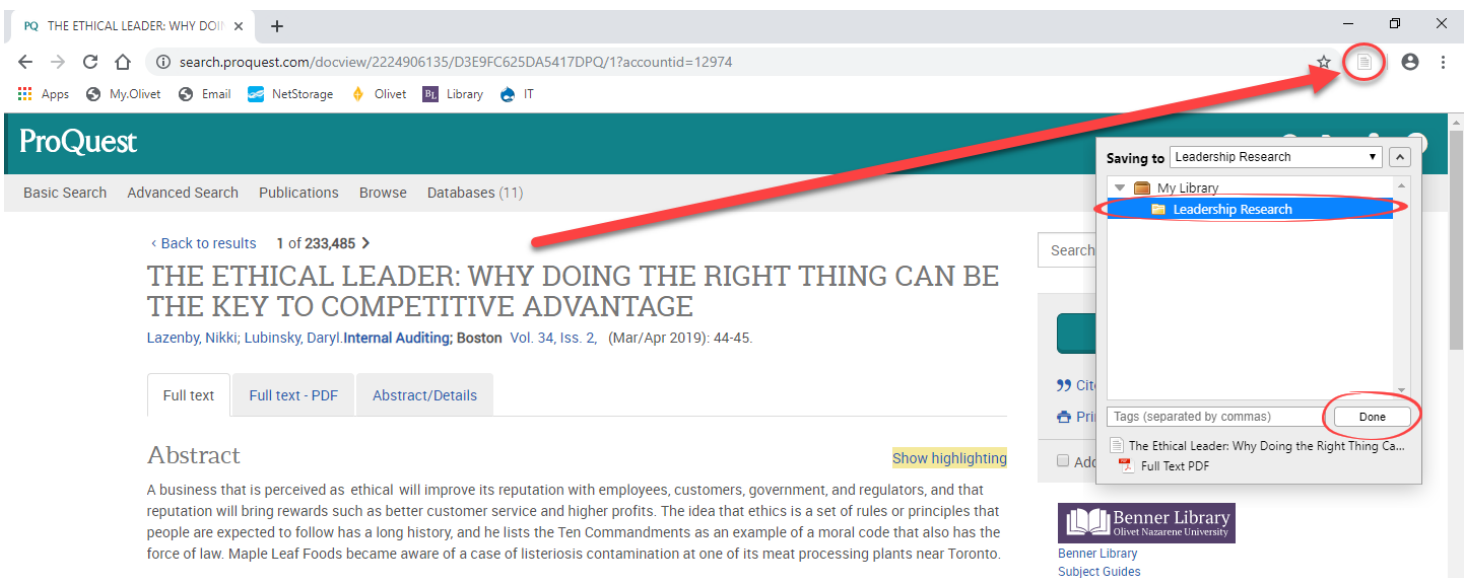 PQ THE ETHICAL LEADER: WHY DOI
search.proquest.com/docview/2224906135/D3E9FC625DA5417DPQ/1?accountid=12974
Apps My.Olivet Email NetStorage Olivet BL Library IT
ProQuest
Basic Search Advanced Search Publications Browse Databases (11)
‹ Back to results 1 of 233,485 >
THE ETHICAL LEADER: WHY DOING THE RIGHT THING CAN BE
THE KEY TO COMPETITIVE ADVANTAGE
Lazenby, Nikki; Lubinsky, Daryl.Internal Auditing; Boston Vol. 34, Iss. 2, (Mar/Apr 2019): 44-45.
Full text Full text - PDF Abstract/Details
Abstract
Show highlighting
A business that is perceived as ethical will improve its reputation with employees, customers, government, and regulators, and that
reputation will bring rewards such as better customer service and higher profits. The idea that ethics is a set of rules or principles that
people are expected to follow has a long history, and he lists the Ten Commandments as an example of a moral code that also has the
force of law. Maple Leaf Foods became aware of a case of listeriosis contamination at one of its meat processing plants near Toronto.
Search
Cit
Pri
Add
Saving to Leadership Research
My Library
Leadership Research
Tags (separated by commas) Done
The Ethical Leader: Why Doing the Right Thing Ca...
Full Text PDF
Benner Library
Olivet Nazarene University
Benner Library
Subject Guides